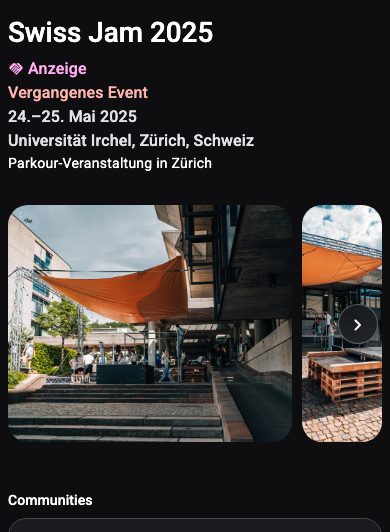 Swiss Jam 2025
Anzeige
Vergangenes Event
24.–25. Mai 2025
Universität Irchel, Zürich, Schweiz
Parkour-Veranstaltung in Zürich
Communities